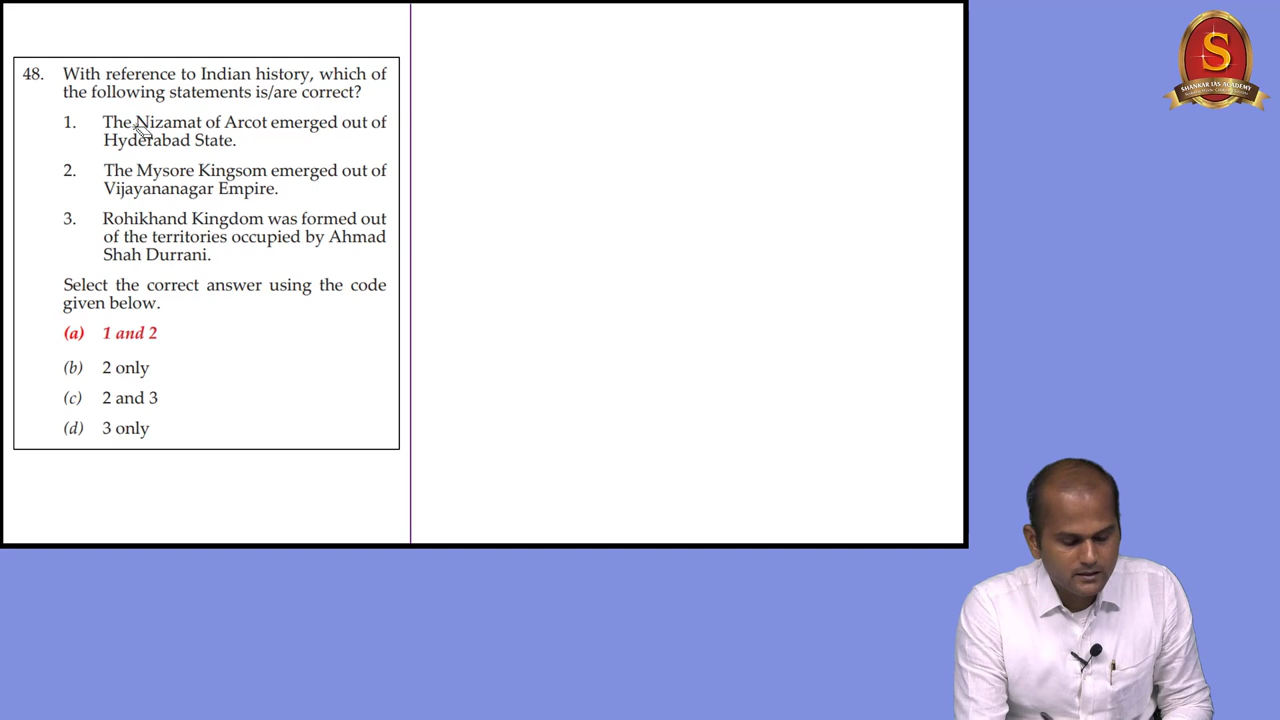 48. With reference to Indian history, which of
the following statements is/are correct?
1. The Nizamat of Arcot emerged out of
Hyderabad State.
2. The Mysore Kingsom emerged out of
Vijayananagar Empire.
3. Rohikhand Kingdom was formed out
of the territories occupied by Ahmad
Shah Durrani.
Select the correct answer using the code
given below.
(a) 1 and 2
(b) 2 only
(c) 2 and 3
(d) 3 only
S
SHANKAR IAS ACADEMY